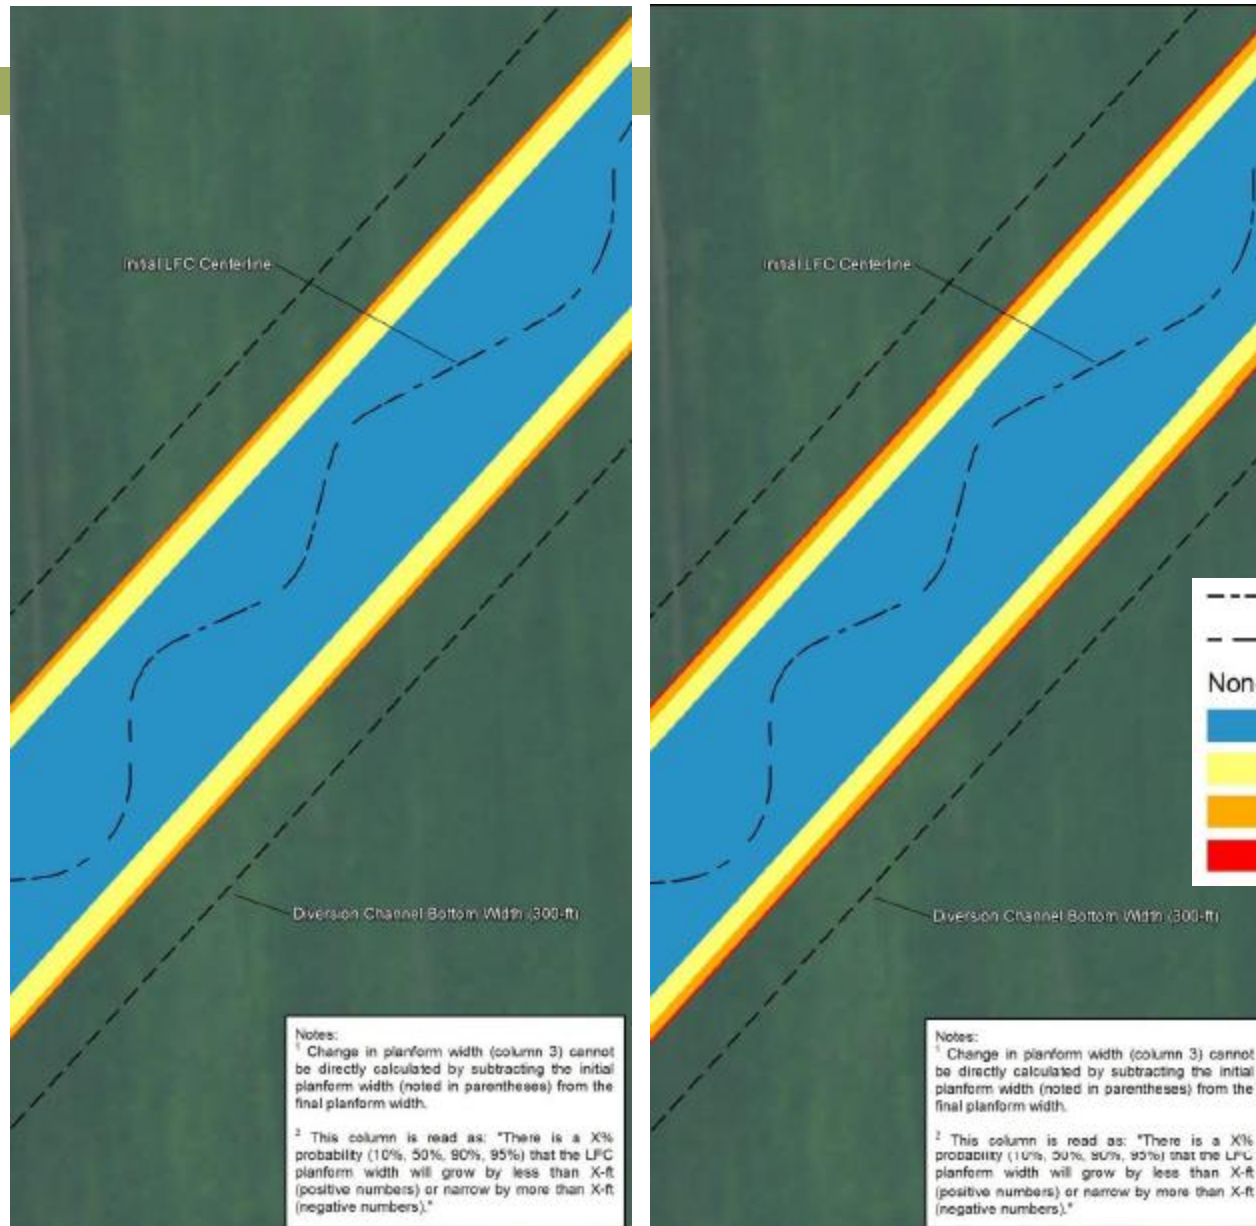 Initial LFC Centerline
Diversion Channel Bottom Width (300-ft)
Notes:
1 Change in planform width (column 3) cannot
be directly calculated by subtracting the initial
planform width (noted in parentheses) from the
final planform width.
2 This column is read as: "There is a X%
probability (10%, 50%, 90%, 95%) that the LFC
planform width will grow by less than X-ft
(positive numbers) or narrow by more than X-ft
(negative numbers)."
Initial LFC Centerline
Non
Diversion Channel Bottom Width (300-ft)
Notes:
1 Change in planform width (column 3) cannot
be directly calculated by subtracting the initial
planform width (noted in parentheses) from the
final planform width.
2 This column is read as: "There is a X%
probability (10%, 50%, 90%, 95%) that the LFC
planform width will grow by less than X-ft
(positive numbers) or narrow by more than X-ft
(negative numbers)."